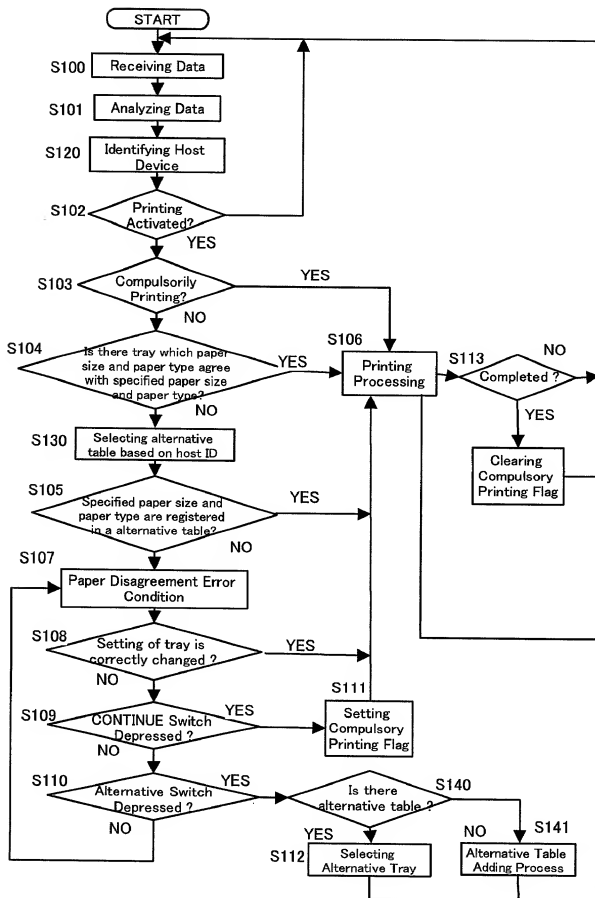 START
S100
Receiving Data
S101
Analyzing Data
S120
Identifying Host
Device
S102
Printing
Activated?
YES
S103
Compulsorily
Printing?
YES
NO
S104
Is there tray which paper
size and paper type agree
with specified paper size
and paper type?
YES
NO
S106
Printing
Processing
S113
Completed ?
NO
YES
Clearing
Compulsory
Printing Flag
S130
Selecting alternative
table based on host ID
S105
Specified paper size and
paper type are registered
in a alternative table?
YES
NO
S107
Paper Disagreement Error
Condition
S108
Setting of tray is
correctly changed ?
YES
NO
S109
CONTINUE Switch
Depressed ?
YES
NO
S111
Setting
Compulsory
Printing Flag
S110
Alternative Switch
Depressed ?
YES
NO
S140
Is there
alternative table ?
YES
NO
S112
Selecting
Alternative Tray
S141
Alternative Table
Adding Process